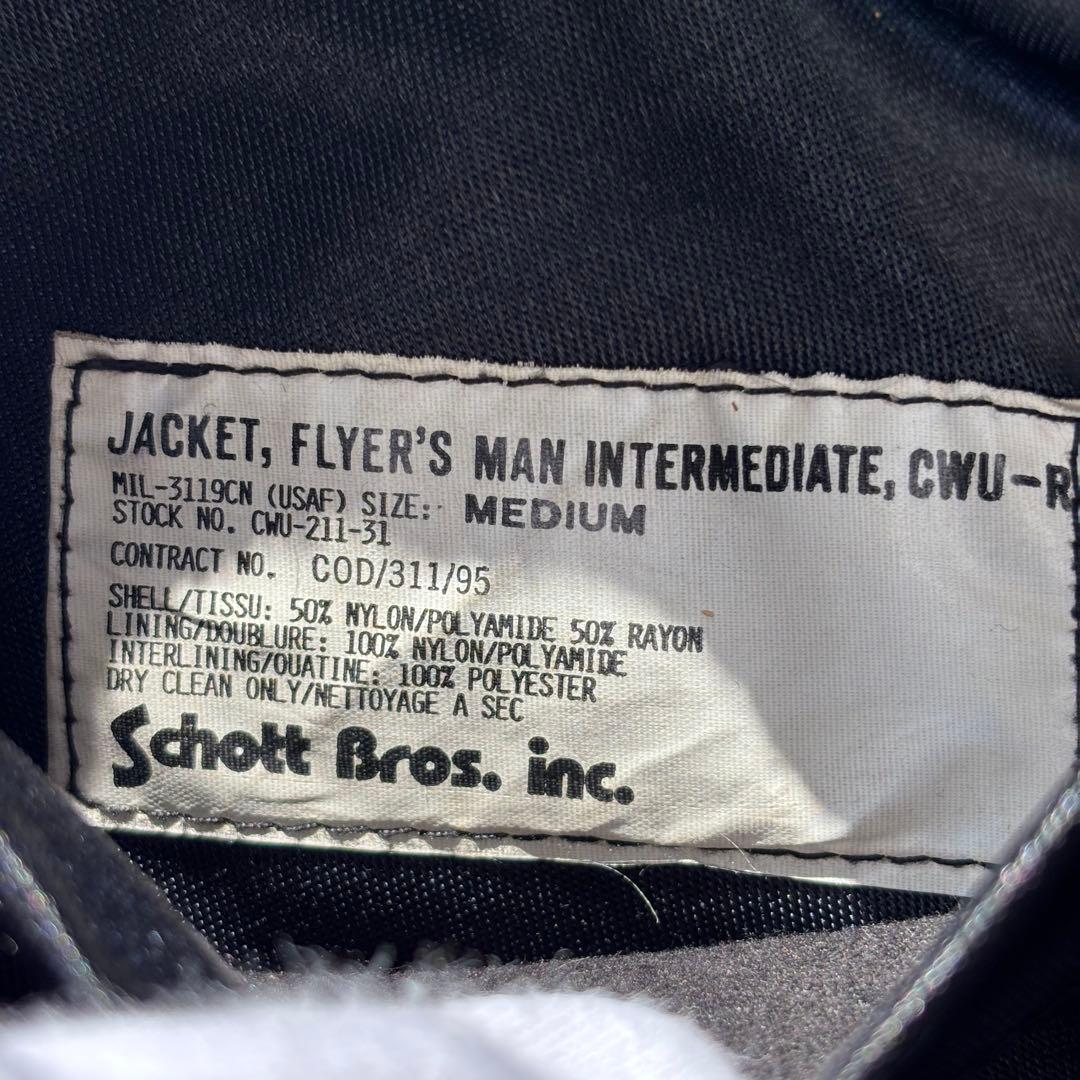 JACKET, FLYER'S MAN INTERMEDIATE, CWU-R
MIL-3119CN (USAF) SIZE: MEDIUM
STOCK NO. CWU-211-31
CONTRACT NO. COD/311/95
SHELL/TISSU: 50% NYLON/POLYAMIDE 50% RAYON
LINING/DOUBLURE: 100% NYLON/POLYAMIDE
INTERLINING/OUATINE: 100% POLYESTER
DRY CLEAN ONLY/NETTOYAGE A SEC
Schott Bros. inc.